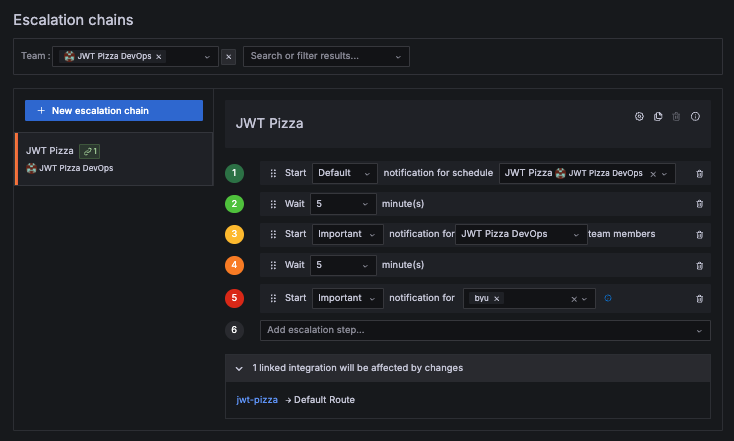 Escalation chains
Team : JWT Pizza DevOps × × Search or filter results...
+ New escalation chain
JWT Pizza 1
JWT Pizza DevOps
JWT Pizza
1 Start Default notification for schedule JWT Pizza JWT Pizza DevOps ×
2 Wait 5 minute(s)
3 Start Important notification for JWT Pizza DevOps team members
4 Wait 5 minute(s)
5 Start Important notification for byu × ×
6 Add escalation step...
1 linked integration will be affected by changes
jwt-pizza → Default Route